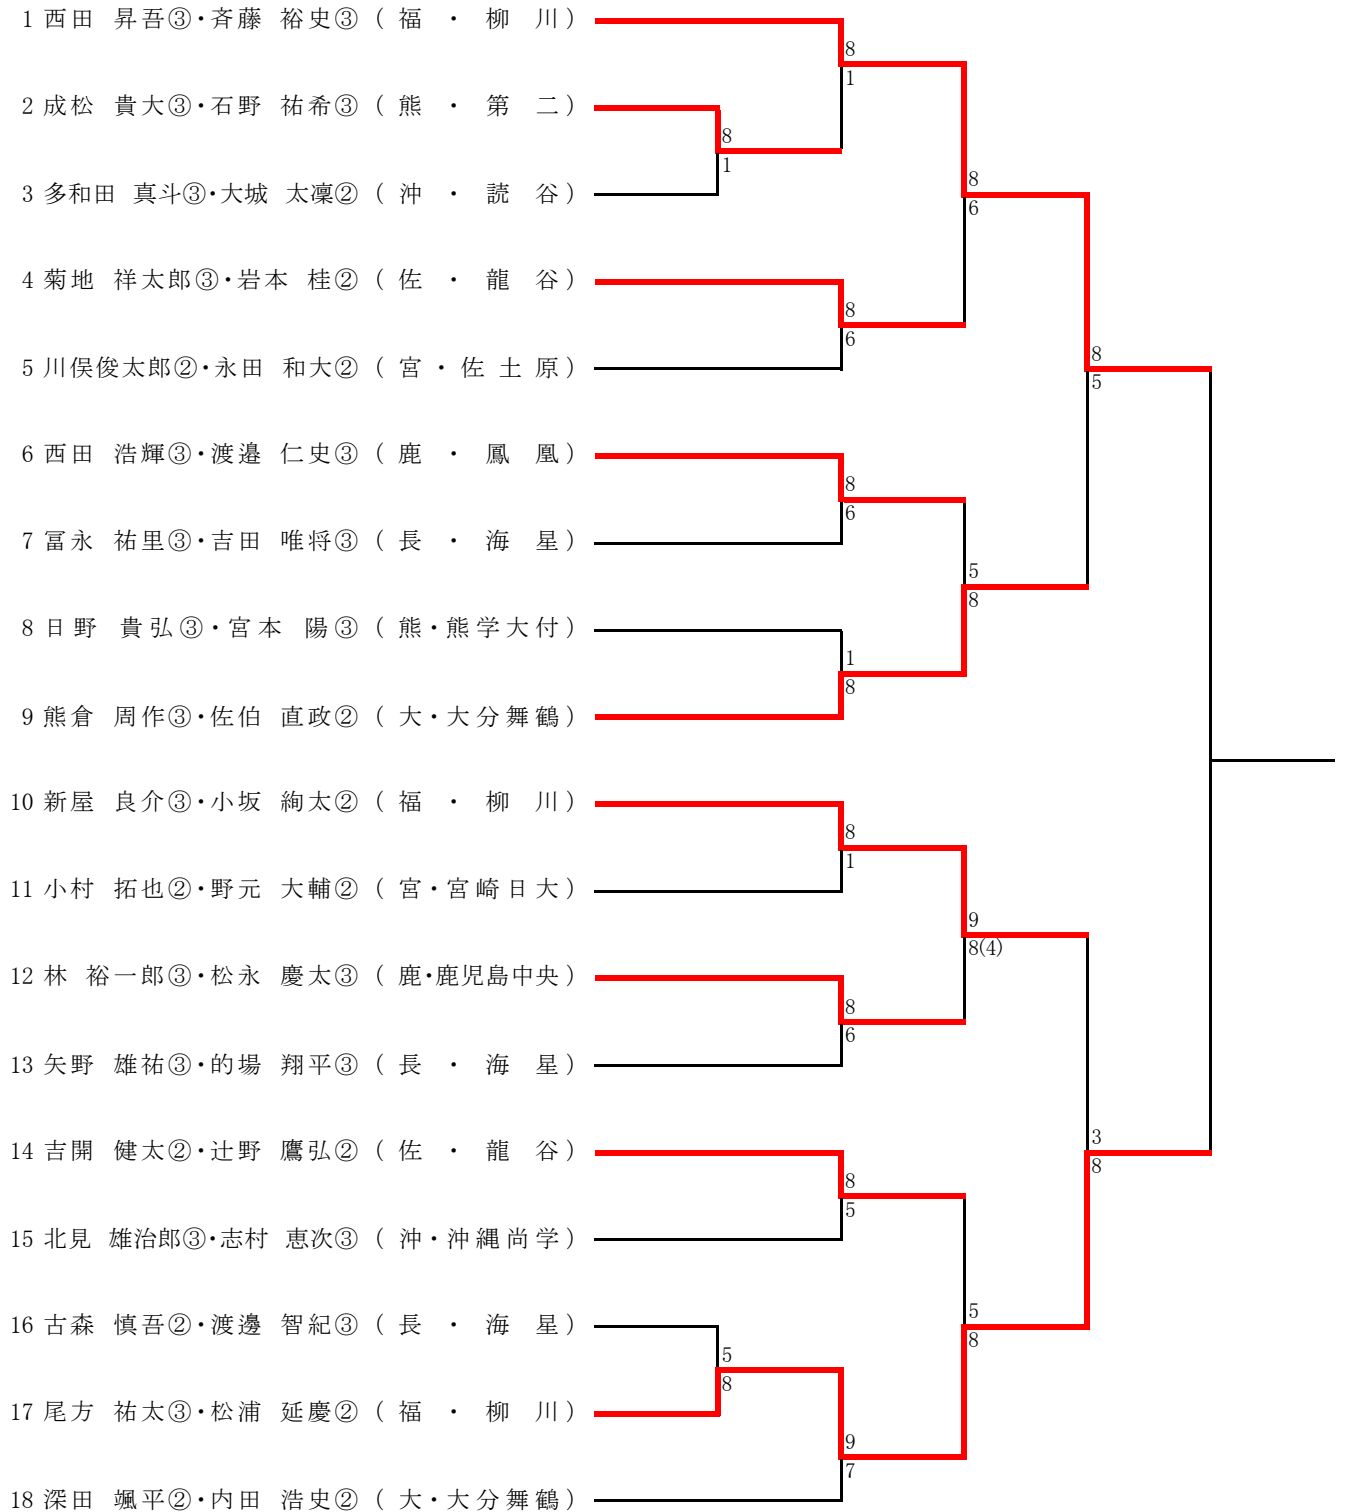 1 西田 昇吾③・斉藤 裕史③ ( 福 ・ 柳 川 )
8
1
2 成松 貴大③・石野 祐希③ ( 熊 ・ 第 二 )
8
1
3 多和田 真斗③・大城 太凜② ( 沖 ・ 読 谷 )
8
6
4 菊地 祥太郎③・岩本 桂② ( 佐 ・ 龍 谷 )
8
6
5 川俣俊太郎②・永田 和大② ( 宮 ・ 佐 土 原 )
8
5
6 西田 浩輝③・渡邉 仁史③ ( 鹿 ・ 鳳 凰 )
8
6
7 冨永 祐里③・吉田 唯将③ ( 長 ・ 海 星 )
5
8
8 日野 貴弘③・宮本 陽③ ( 熊・熊学大付 )
1
8
9 熊倉 周作③・佐伯 直政② ( 大・大分舞鶴 )
10 新屋 良介③・小坂 絢太② ( 福 ・ 柳 川 )
8
1
11 小村 拓也②・野元 大輔② ( 宮・宮崎日大 )
9
8(4)
12 林 裕一郎③・松永 慶太③ ( 鹿・鹿児島中央 )
8
6
13 矢野 雄祐③・的場 翔平③ ( 長 ・ 海 星 )
3
8
14 吉開 健太②・辻野 鷹弘② ( 佐 ・ 龍 谷 )
8
5
15 北見 雄治郎③・志村 恵次③ ( 沖・沖縄尚学 )
5
8
16 古森 慎吾②・渡邊 智紀③ ( 長 ・ 海 星 )
5
8
17 尾方 祐太③・松浦 延慶② ( 福 ・ 柳 川 )
9
7
18 深田 颯平②・内田 浩史② ( 大・大分舞鶴 )